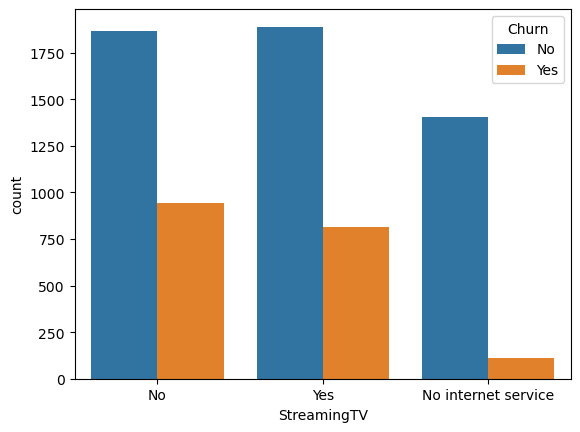 Churn
No
Yes
1750
1500
1250
1000
750
500
250
0
count
No
Yes
No internet service
StreamingTV